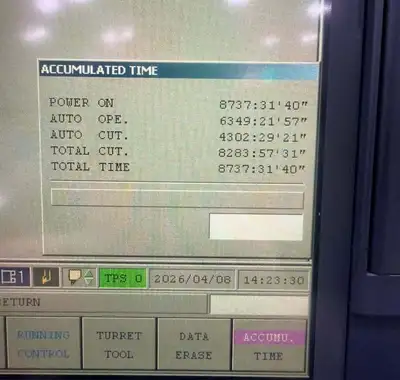 ACCUMULATED TIME
POWER ON 8737:31'40"
AUTO OPE. 6349:21'57"
AUTO CUT. 4302:29'21"
TOTAL CUT. 8283:57'31"
TOTAL TIME 8737:31'40"
1 TPS 0 2026/04/08 14:23:30
RETURN
RUNNING CONTROL TURRET TOOL DATA ERASE ACCUMU. TIME